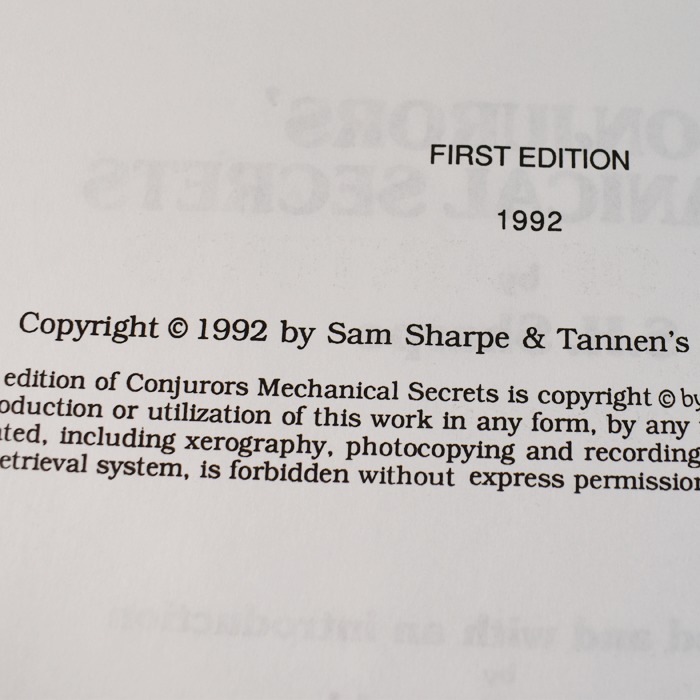 FIRST EDITION
1992
Copyright © 1992 by Sam Sharpe & Tannen's
edition of Conjurors Mechanical Secrets is copyright © by
oduction or utilization of this work in any form, by any
ted, including xerography, photocopying and recording
etrieval system, is forbidden without express permission